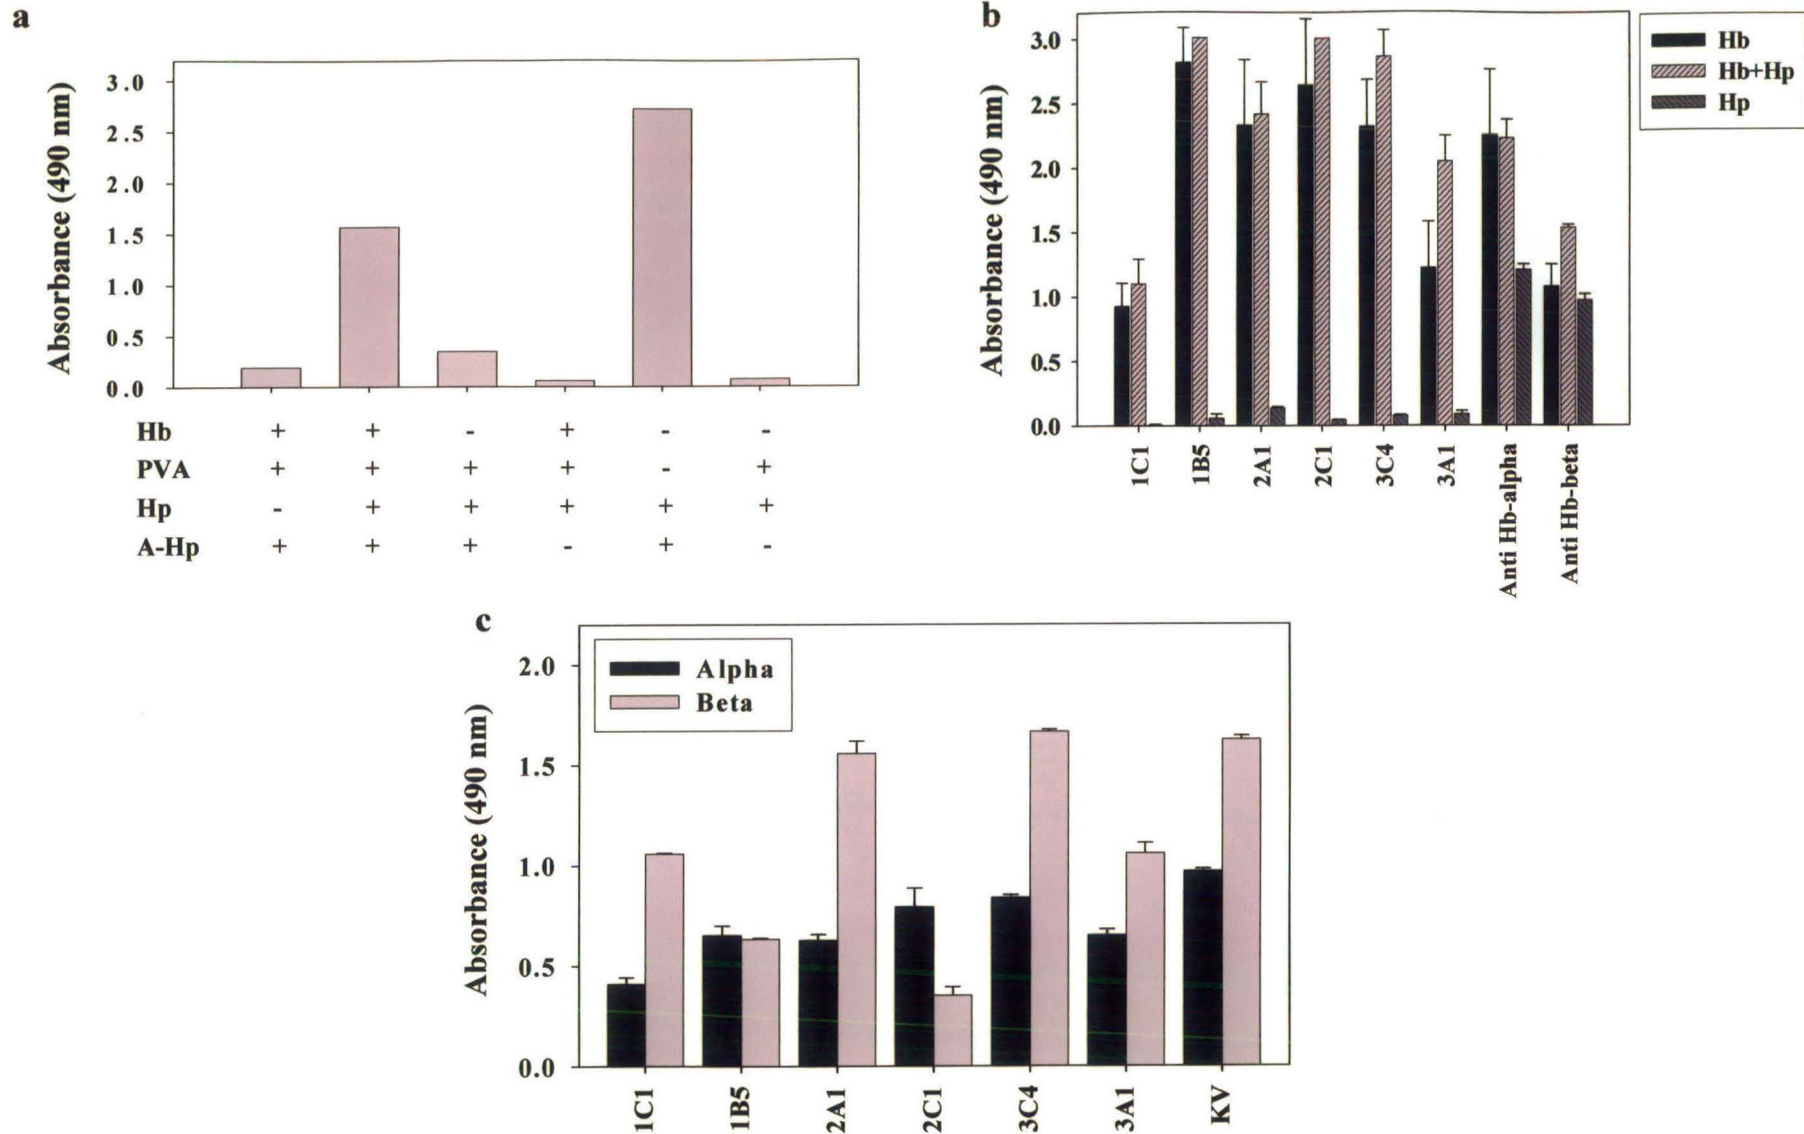 a
Absorbance (490 nm)
3.0
2.5
2.0
1.5
1.0
0.5
0.0
Hb + + - + - -
PVA + + + + - +
Hp - + + + + +
A-Hp + + + - + -
b
Absorbance (490 nm)
3.0
2.5
2.0
1.5
1.0
0.5
0.0
1C1
1B5
2A1
2C1
3C4
3A1
Anti Hb-alpha
Anti Hb-beta
Hb
Hb+Hp
Hp
c
Absorbance (490 nm)
2.0
1.5
1.0
0.5
0.0
Alpha
Beta
1C1
1B5
2A1
2C1
3C4
3A1
KV